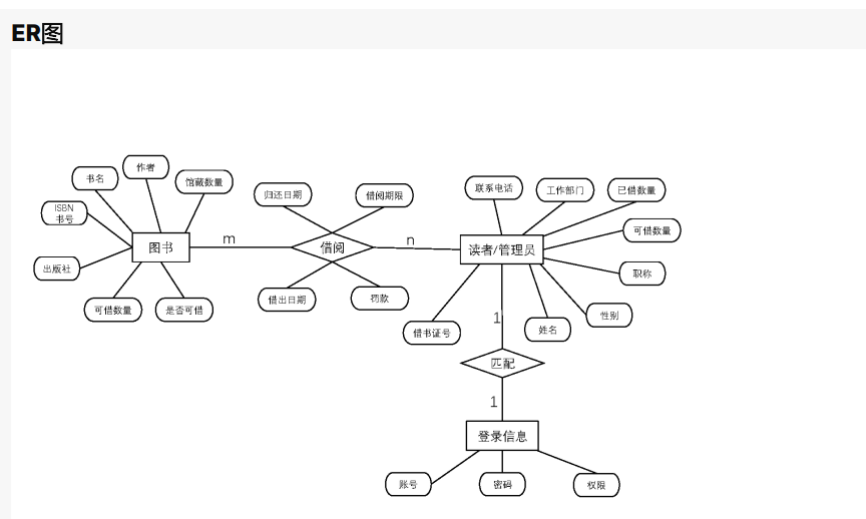 ER图
作者
书名
馆藏数量
ISBN
书号
出版社
图书
可借数量
是否可借
m
归还日期
借阅期限
借阅
借出日期
罚款
n
联系电话
工作部门
已借数量
可借数量
读者/管理员
职称
性别
姓名
借书证号
1
匹配
1
登录信息
账号
密码
权限